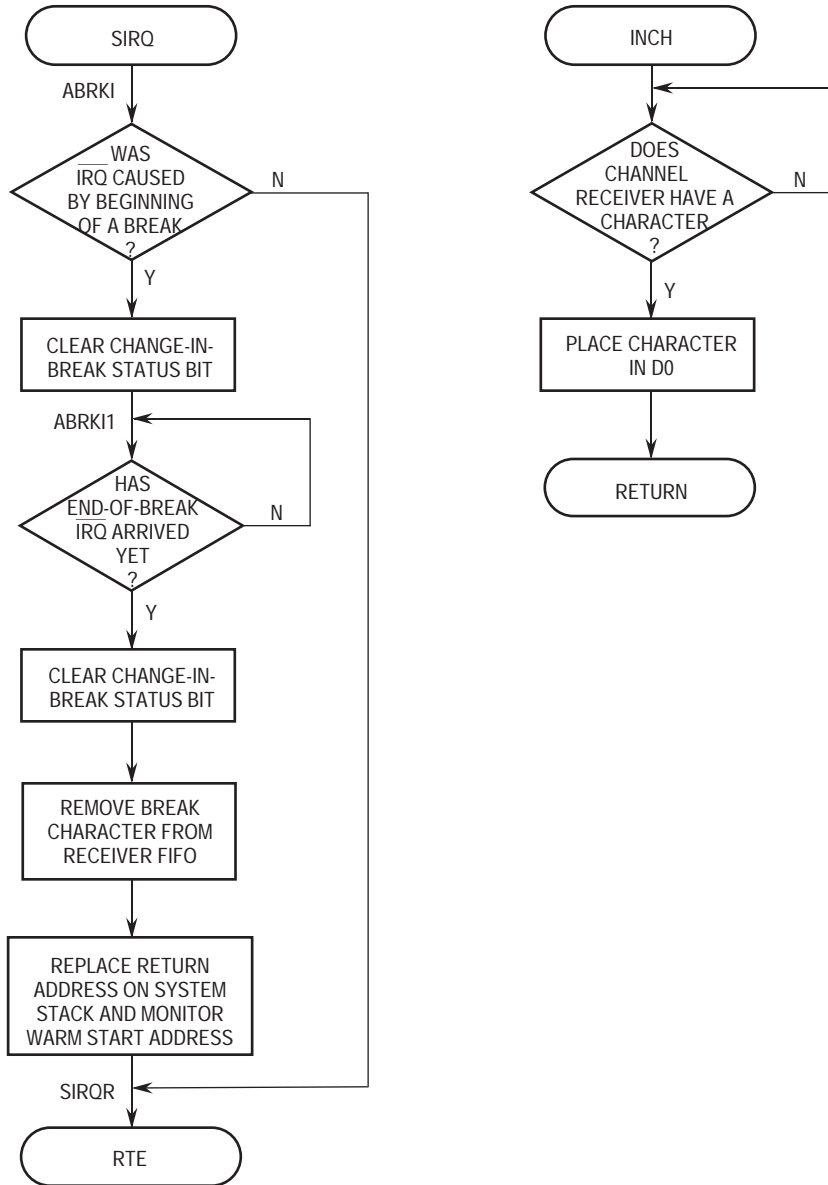 SIRQ
ABRKI
WAS
IRQ CAUSED
BY BEGINNING
OF A BREAK
?
N
Y
CLEAR CHANGE-IN-
BREAK STATUS BIT
ABRKI1
HAS
END-OF-BREAK
IRQ ARRIVED
YET
?
N
Y
CLEAR CHANGE-IN-
BREAK STATUS BIT
REMOVE BREAK
CHARACTER FROM
RECEIVER FIFO
REPLACE RETURN
ADDRESS ON SYSTEM
STACK AND MONITOR
WARM START ADDRESS
SIRQR
RTE
INCH
DOES
CHANNEL
RECEIVER HAVE A
CHARACTER
?
N
Y
PLACE CHARACTER
IN D0
RETURN